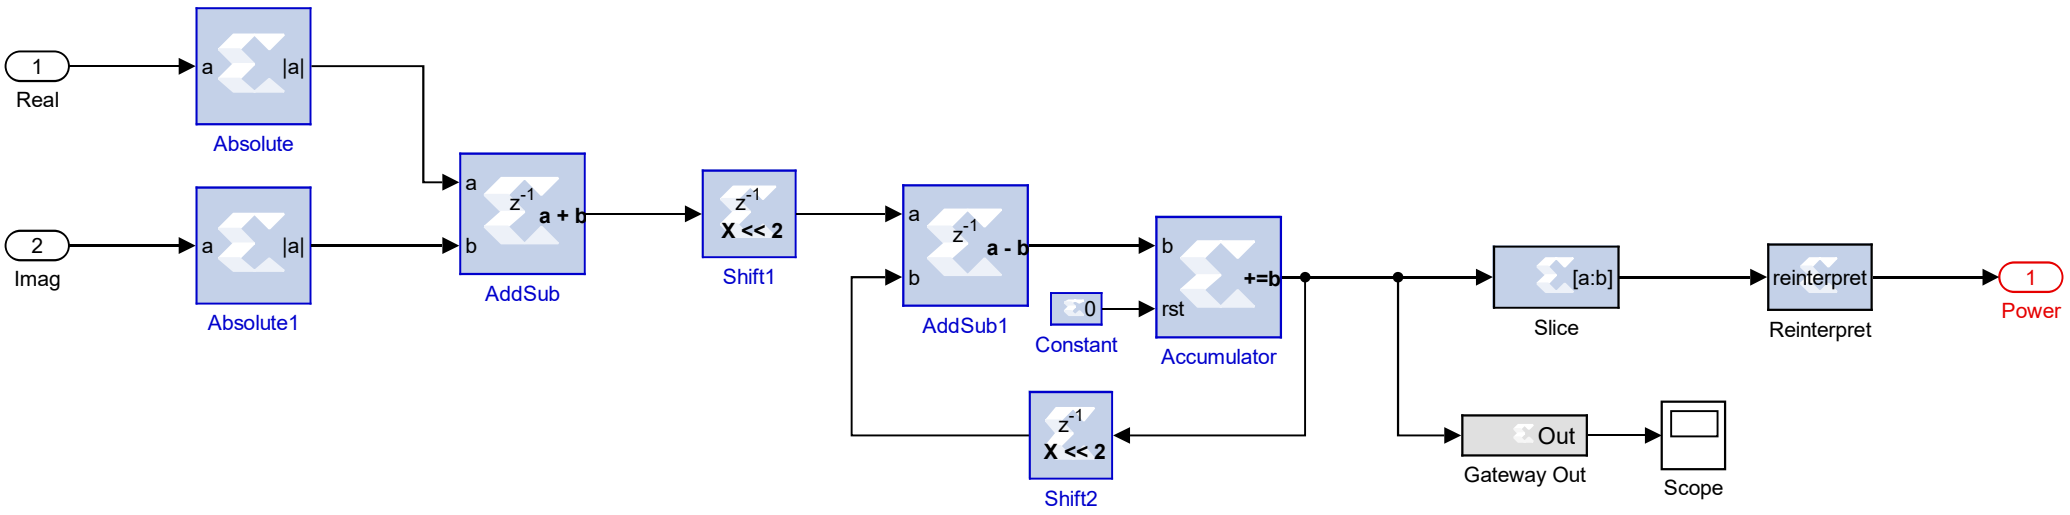 1
Real
a
|a|
Absolute
2
Imag
a
|a|
Absolute1
a
b
z-1
a + b
AddSub
z-1
X << 2
Shift1
a
b
z-1
a - b
AddSub1
0
Constant
b
rst
+=b
Accumulator
z-1
X << 2
Shift2
[a:b]
Slice
reinterpret
Reinterpret
1
Power
Out
Gateway Out
Scope